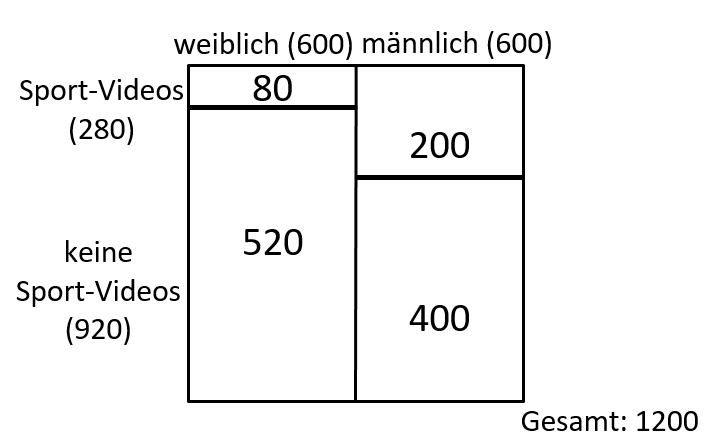 weiblich (600) männlich (600)
Sport-Videos
(280)
80
200
520
keine
Sport-Videos
(920)
400
Gesamt: 1200